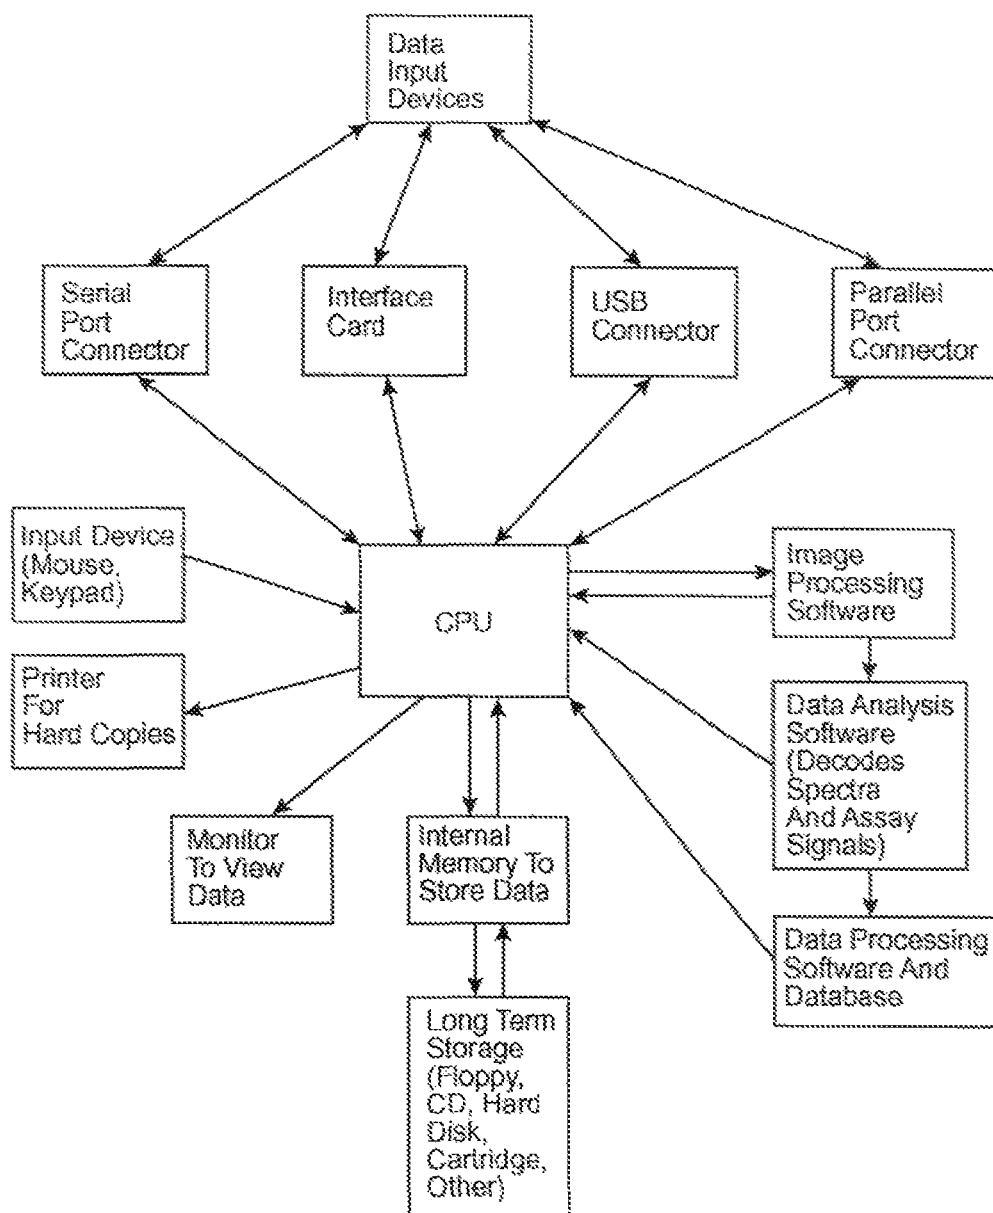 Data
Input
Devices
Serial
Port
Connector
Interface
Card
USB
Connector
Parallel
Port
Connector
Input Device
(Mouse,
Keypad)
CPU
Image
Processing
Software
Printer
For
Hard Copies
Data Analysis
Software
(Decodes
Spectra
And Assay
Signals)
Monitor
To View
Data
Internal
Memory To
Store Data
Data Processing
Software And
Database
Long Term
Storage
(Floppy,
CD, Hard
Disk,
Cartridge,
Other)